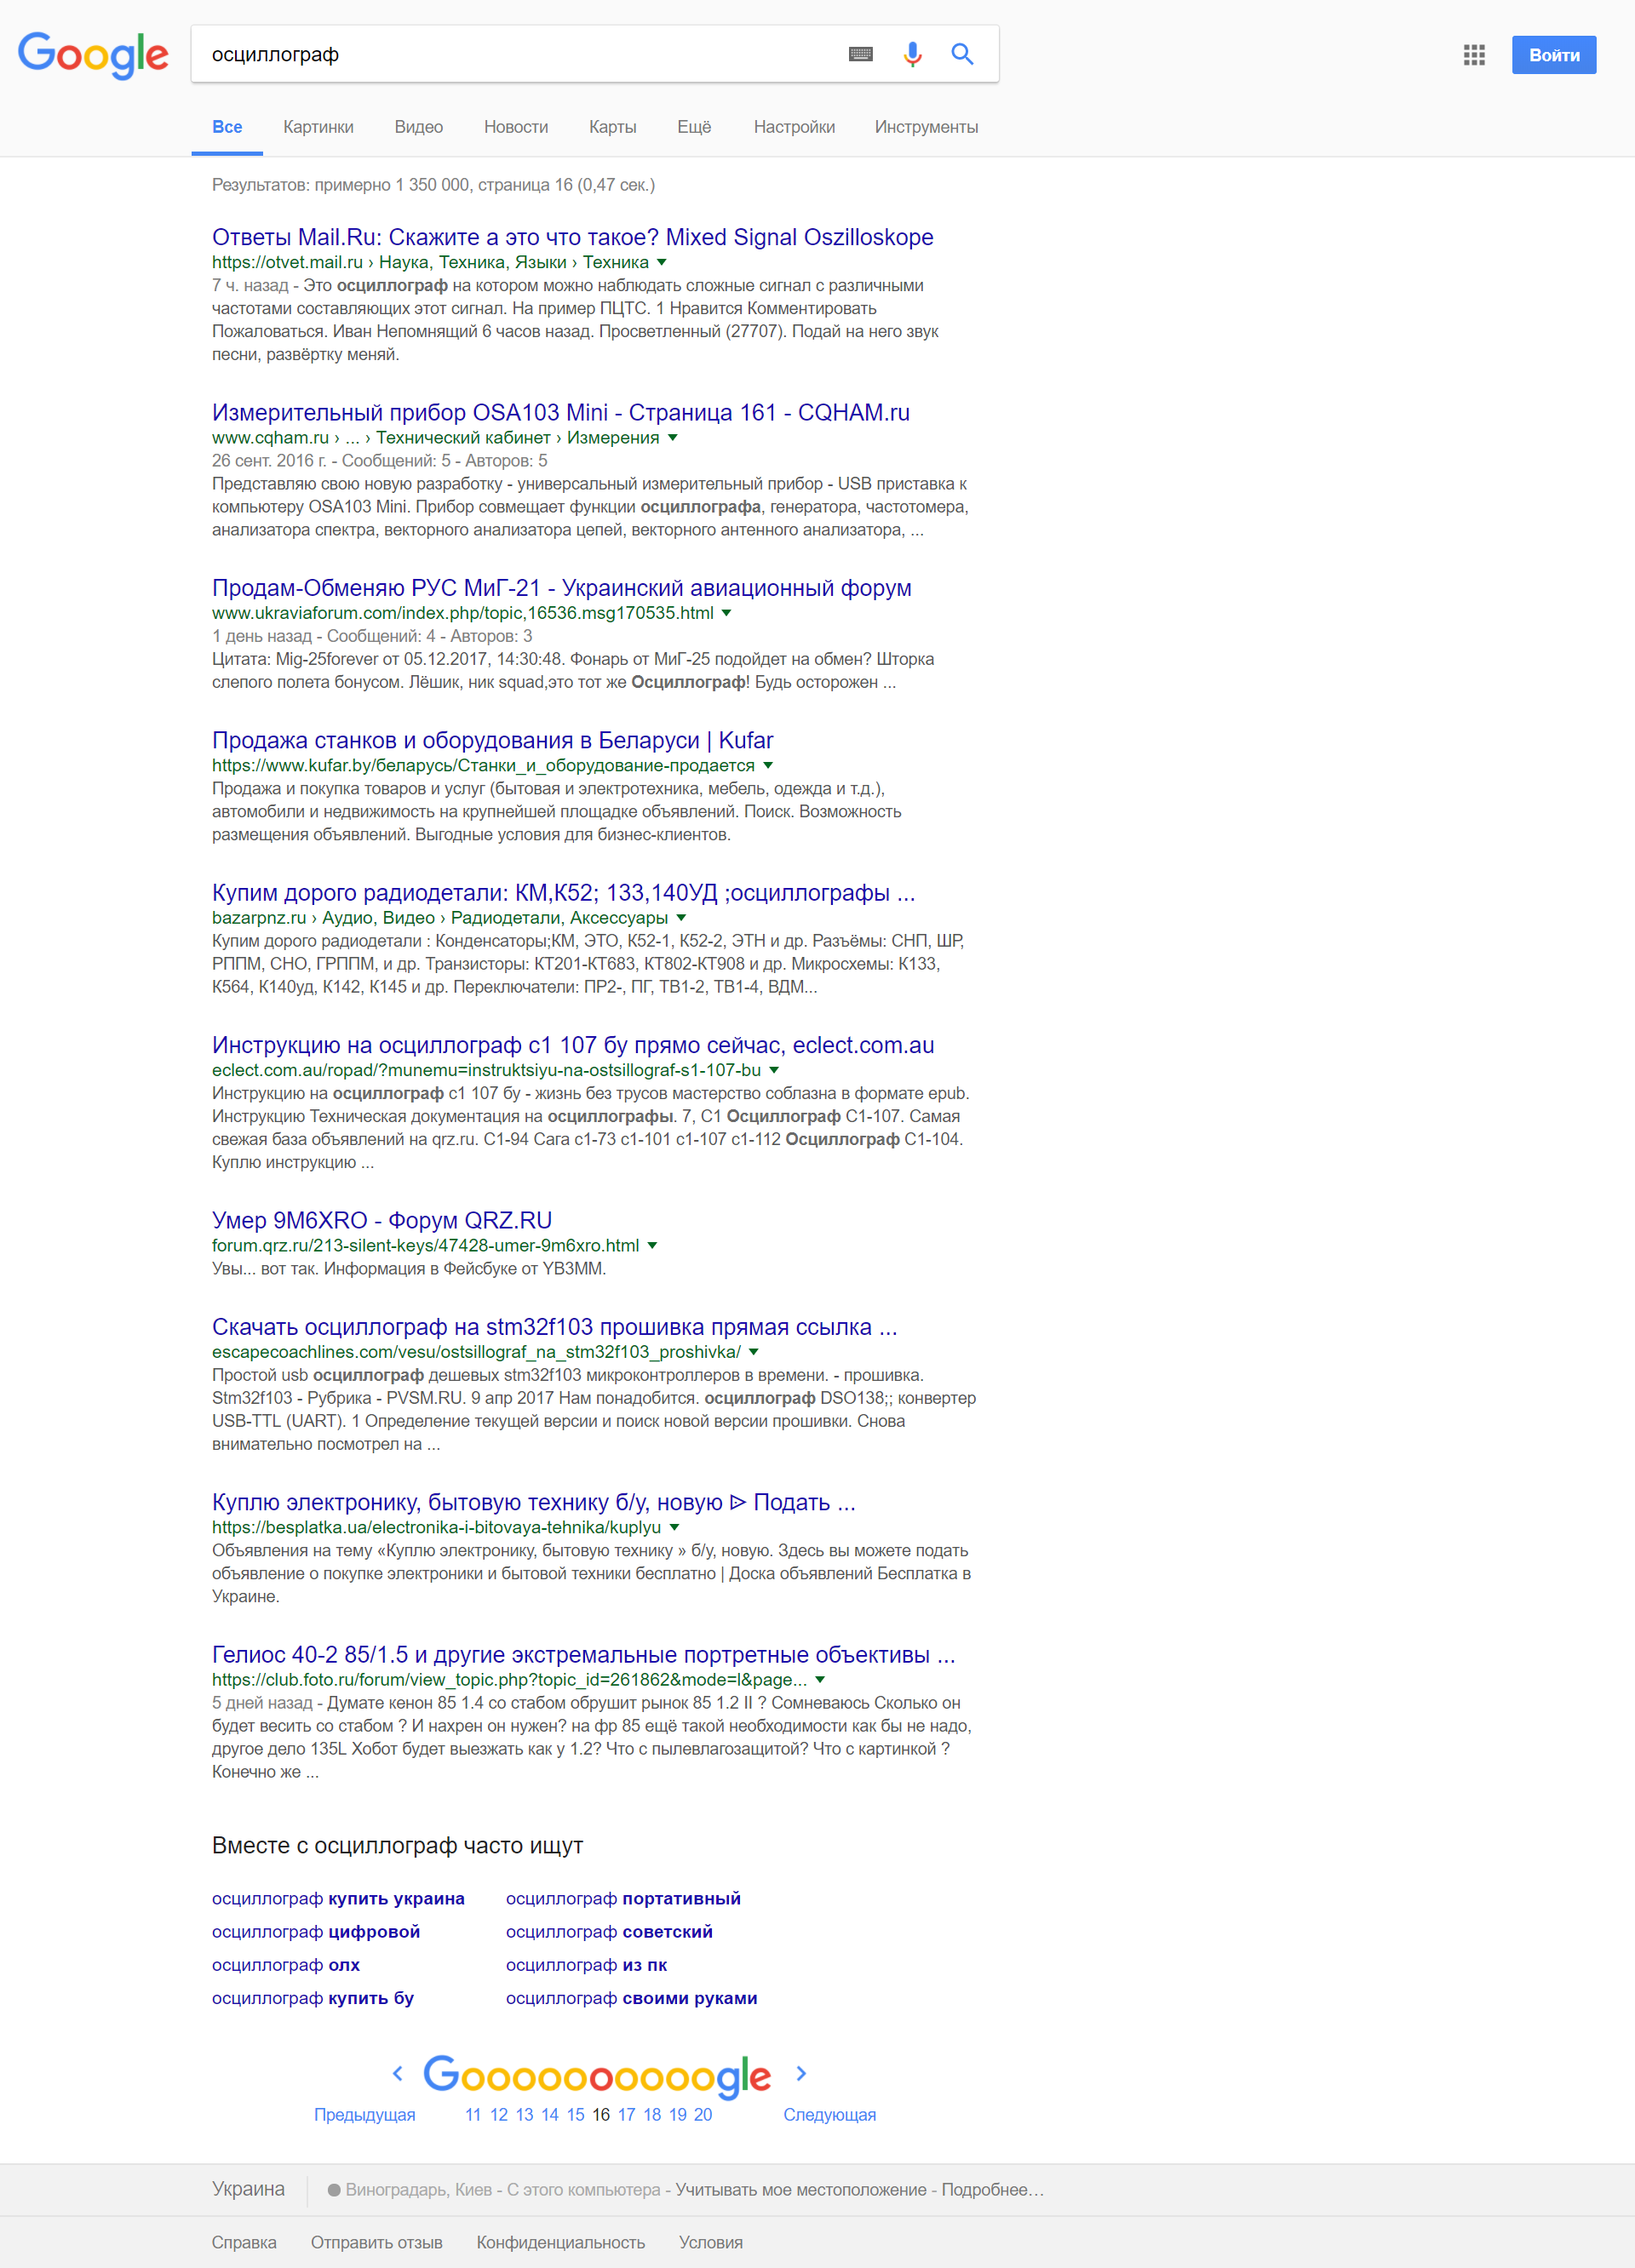 Google
осциллограф
Войти
Все Картинки Видео Новости Карты Ещё Настройки Инструменты
Результатов: примерно 1 350 000, страница 16 (0,47 сек.)
Ответы Mail.Ru: Скажите а это что такое? Mixed Signal Oszilloskope
https://otvet.mail.ru › Наука, Техника, Языки › Техника ▼
7 ч. назад - Это осциллограф на котором можно наблюдать сложные сигнал с различными
частотами составляющих этот сигнал. На пример ПЦТС. 1 Нравится Комментировать
Пожаловаться. Иван Непомнящий 6 часов назад. Просветленный (27707). Подай на него звук
песни, развёртку меняй.
Измерительный прибор OSA103 Mini - Страница 161 - CQHAM.ru
www.cqham.ru › ... › Технический кабинет › Измерения ▼
26 сент. 2016 г. - Сообщений: 5 - Авторов: 5
Представляю свою новую разработку - универсальный измерительный прибор - USB приставка к
компьютеру OSA103 Mini. Прибор совмещает функции осциллографа, генератора, частотомера,
анализатора спектра, векторного анализатора цепей, векторного антенного анализатора, ...
Продам-Обменяю РУС МиГ-21 - Украинский авиационный форум
www.ukraviaforum.com/index.php/topic,16536.msg170535.html ▼
1 день назад - Сообщений: 4 - Авторов: 3
Цитата: Mig-25forever от 05.12.2017, 14:30:48. Фонарь от МиГ-25 подойдет на обмен? Шторка
слепого полета бонусом. Лёшик, ник squad,это тот же Осциллограф! Будь осторожен ...
Продажа станков и оборудования в Беларуси | Kufar
https://www.kufar.by/беларусь/Станки_и_оборудование-продается ▼
Продажа и покупка товаров и услуг (бытовая и электротехника, мебель, одежда и т.д.),
автомобили и недвижимость на крупнейшей площадке объявлений. Поиск. Возможность
размещения объявлений. Выгодные условия для бизнес-клиентов.
Купим дорого радиодетали: КМ,К52; 133,140УД ;осциллографы ...
bazarpnz.ru › Аудио, Видео › Радиодетали, Аксессуары ▼
Купим дорого радиодетали : Конденсаторы;КМ, ЭТО, К52-1, К52-2, ЭТН и др. Разъёмы: СНП, ШР,
РППМ, СНО, ГРППМ, и др. Транзисторы: КТ201-КТ683, КТ802-КТ908 и др. Микросхемы: К133,
К564, К140уд, К142, К145 и др. Переключатели: ПР2-, ПГ, ТВ1-2, ТВ1-4, ВДМ...
Инструкцию на осциллограф с1 107 бу прямо сейчас, eclect.com.au
eclect.com.au/ropad/?munemu=instruktsiyu-na-ostsillograf-s1-107-bu ▼
Инструкцию на осциллограф с1 107 бу - жизнь без трусов мастерство соблазна в формате epub.
Инструкцию Техническая документация на осциллографы. 7, С1 Осциллограф С1-107. Самая
свежая база объявлений на qrz.ru. С1-94 Сага с1-73 с1-101 с1-107 с1-112 Осциллограф С1-104.
Куплю инструкцию ...
Умер 9M6XRO - Форум QRZ.RU
forum.qrz.ru/213-silent-keys/47428-umer-9m6xro.html ▼
Увы... вот так. Информация в Фейсбуке от YB3MM.
Скачать осциллограф на stm32f103 прошивка прямая ссылка ...
escapecoachlines.com/vesu/ostsillograf_na_stm32f103_proshivka/ ▼
Простой usb осциллограф дешевых stm32f103 микроконтроллеров в времени. - прошивка.
Stm32f103 - Рубрика - PVSM.RU. 9 апр 2017 Нам понадобится. осциллограф DSO138;; конвертер
USB-TTL (UART). 1 Определение текущей версии и поиск новой версии прошивки. Снова
внимательно посмотрел на ...
Куплю электронику, бытовую технику б/у, новую ᐉ Подать ...
https://besplatka.ua/electronika-i-bitovaya-tehnika/kuplyu ▼
Объявления на тему «Куплю электронику, бытовую технику » б/у, новую. Здесь вы можете подать
объявление о покупке электроники и бытовой техники бесплатно | Доска объявлений Бесплатка в
Украине.
Гелиос 40-2 85/1.5 и другие экстремальные портретные объективы ...
https://club.foto.ru/forum/view_topic.php?topic_id=261862&mode=l&page... ▼
5 дней назад - Думате кенон 85 1.4 со стабом обрушит рынок 85 1.2 II ? Сомневаюсь Сколько он
будет весить со стабом ? И нахрен он нужен? на фр 85 ещё такой необходимости как бы не надо,
другое дело 135L Хобот будет выезжать как у 1.2? Что с пылевлагозащитой? Что с картинкой ?
Конечно же ...
Вместе с осциллограф часто ищут
осциллограф купить украина осциллограф портативный
осциллограф цифровой осциллограф советский
осциллограф олх осциллограф из пк
осциллограф купить бу осциллограф своими руками
Goooooooooogle
Предыдущая 11 12 13 14 15 16 17 18 19 20 Следующая
Украина Виноградарь, Киев - С этого компьютера - Учитывать мое местоположение - Подробнее…
Справка Отправить отзыв Конфиденциальность Условия